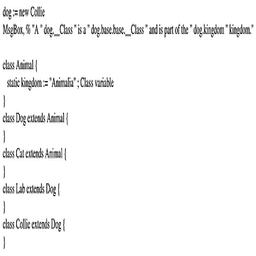 dog := new Collie
MsgBox, % "A " dog.__Class " is a " dog.base.base.__Class " and is part of the " dog.kingdom " kingdom."
class Animal {
static kingdom := "Animalia" ; Class variable
}
class Dog extends Animal {
}
class Cat extends Animal {
}
class Lab extends Dog {
}
class Collie extends Dog {
}